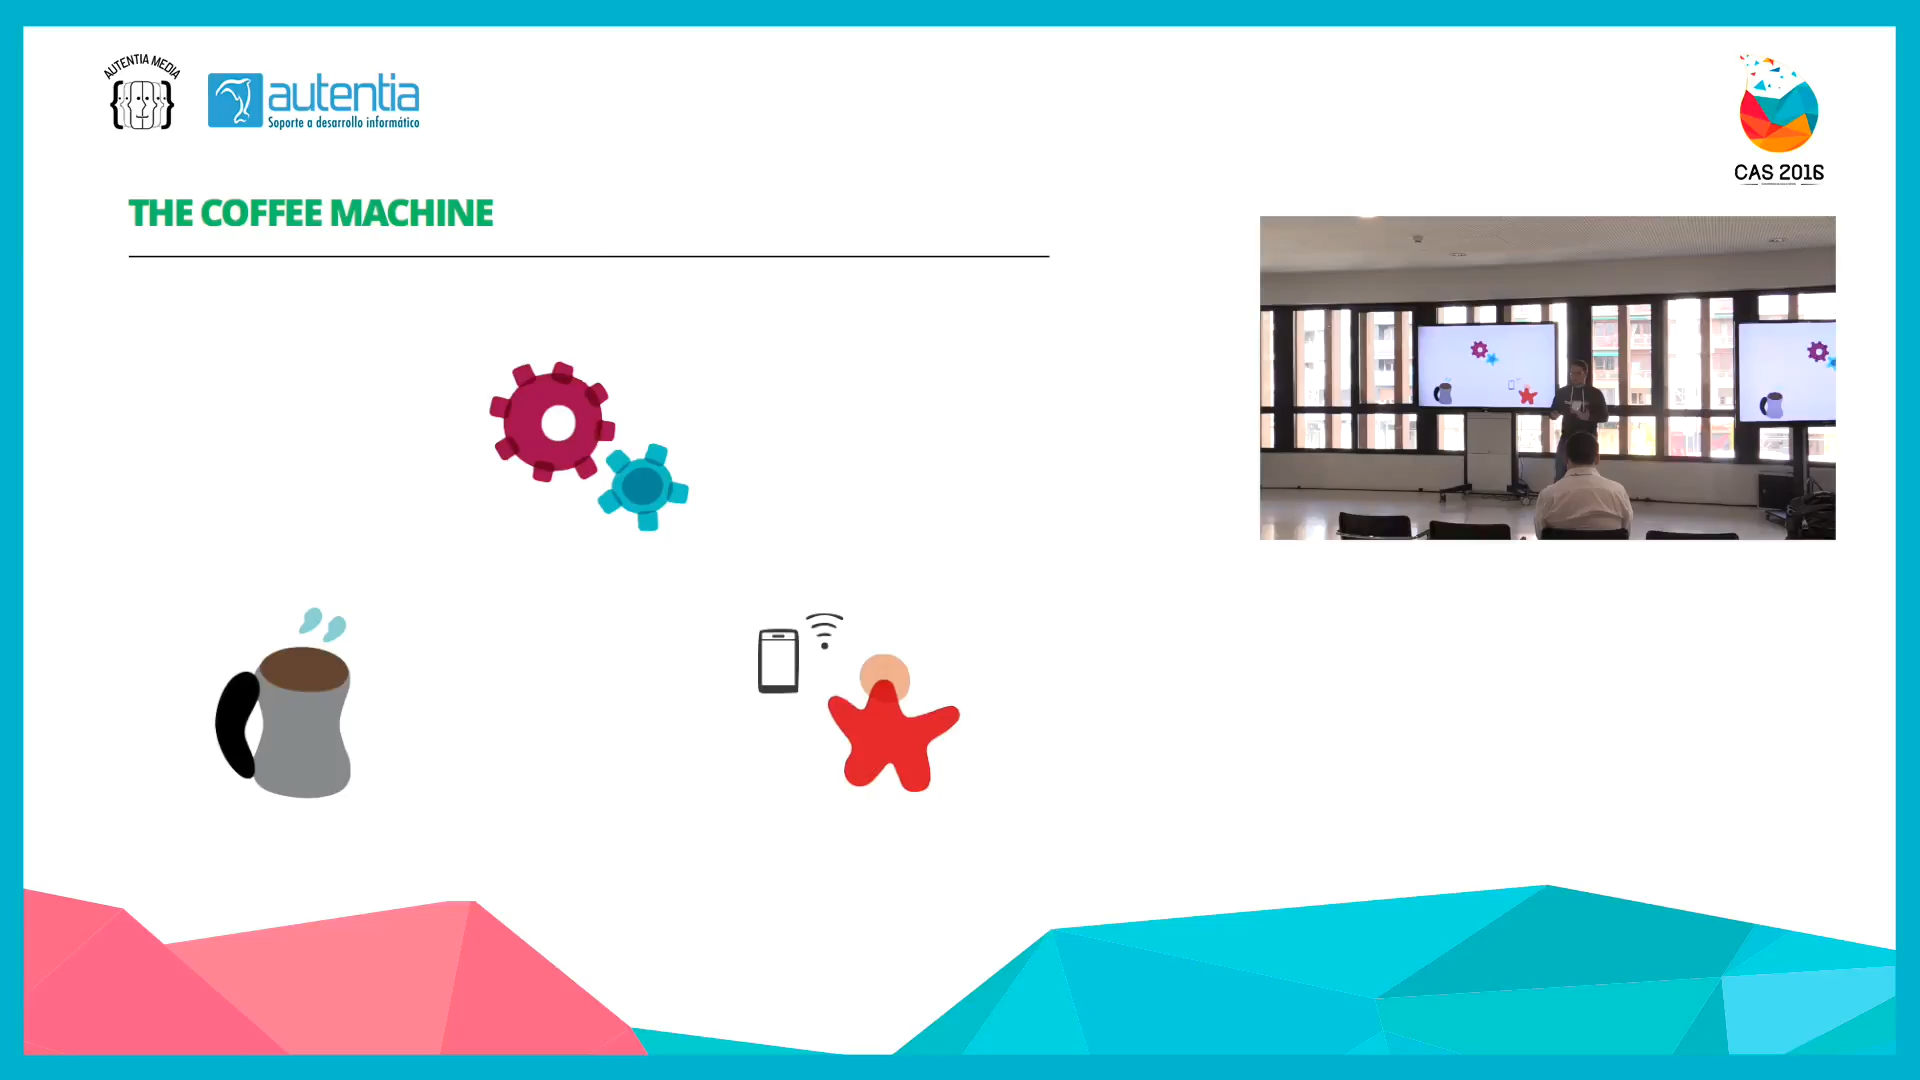 AUTENTIA MEDIA
autentia
Soporte a desarrollo informático
CAS 2016
THE COFFEE MACHINE